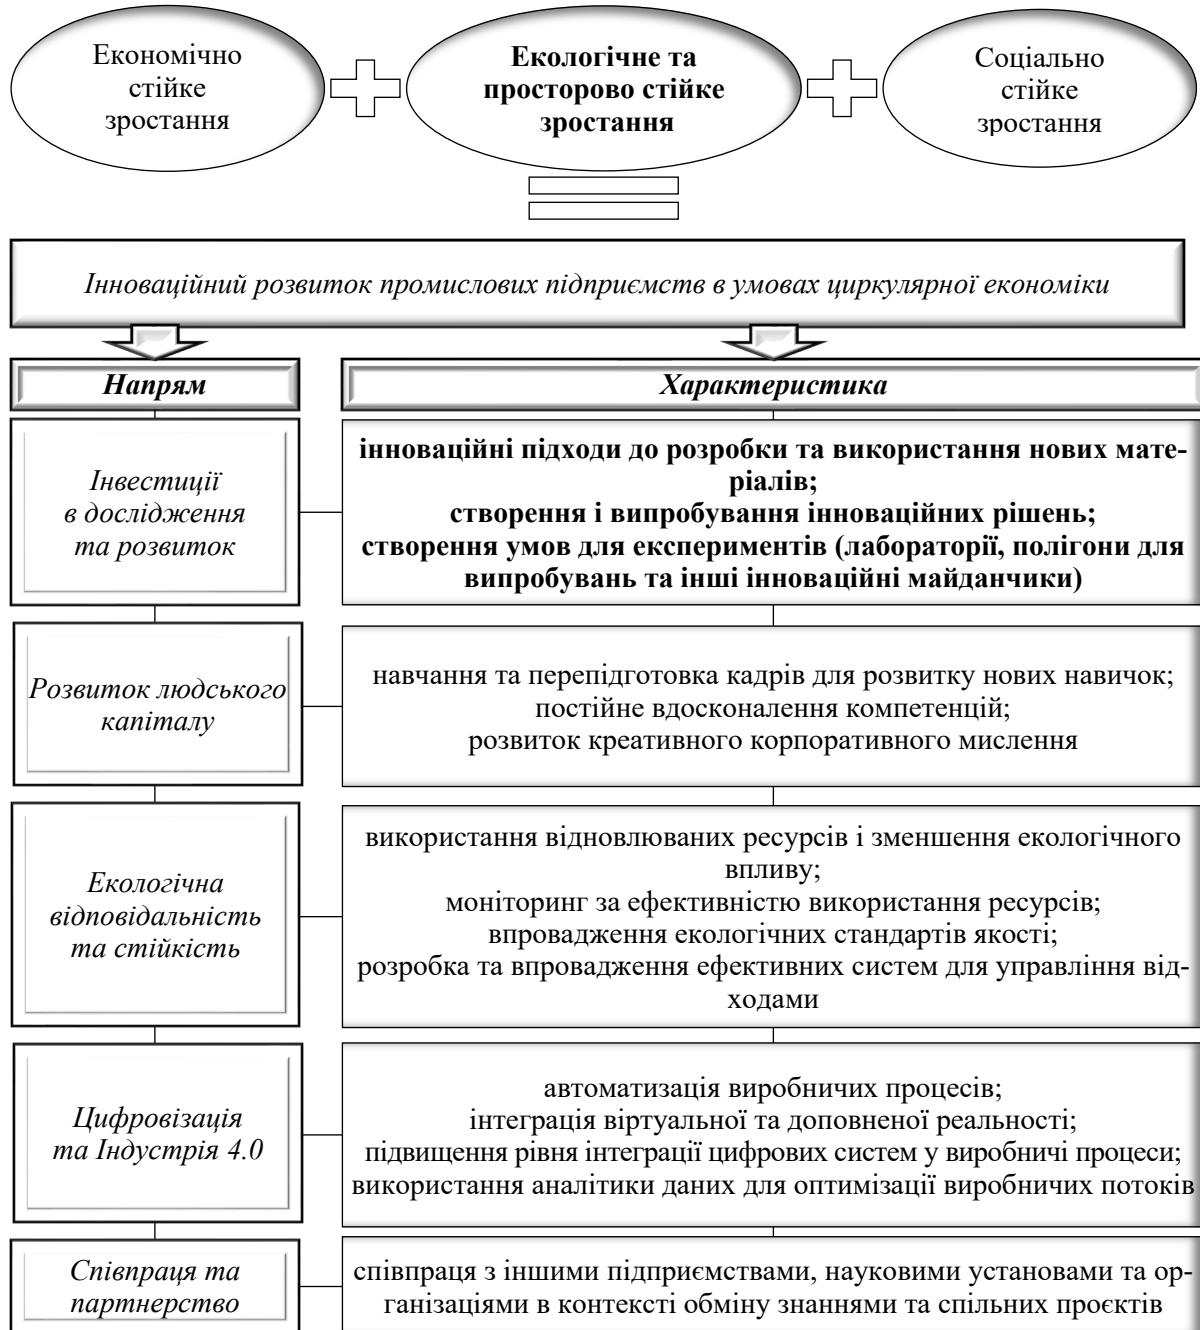 Економічно
стійке
зростання
Екологічне та
просторово стійке
зростання
Соціально
стійке
зростання
Інноваційний розвиток промислових підприємств в умовах циркулярної економіки
Напрям
Характеристика
Інвестиції
в дослідження
та розвиток
інноваційні підходи до розробки та використання нових мате-
ріалів;
створення і випробування інноваційних рішень;
створення умов для експериментів (лабораторії, полігони для
випробувань та інші інноваційні майданчики)
Розвиток людського
капіталу
навчання та перепідготовка кадрів для розвитку нових навичок;
постійне вдосконалення компетенцій;
розвиток креативного корпоративного мислення
Екологічна
відповідальність
та стійкість
використання відновлюваних ресурсів і зменшення екологічного
впливу;
моніторинг за ефективністю використання ресурсів;
впровадження екологічних стандартів якості;
розробка та впровадження ефективних систем для управління від-
ходами
Цифровізація
та Індустрія 4.0
автоматизація виробничих процесів;
інтеграція віртуальної та доповненої реальності;
підвищення рівня інтеграції цифрових систем у виробничі процеси;
використання аналітики даних для оптимізації виробничих потоків
Співпраця та
партнерство
співпраця з іншими підприємствами, науковими установами та ор-
ганізаціями в контексті обміну знаннями та спільних проєктів